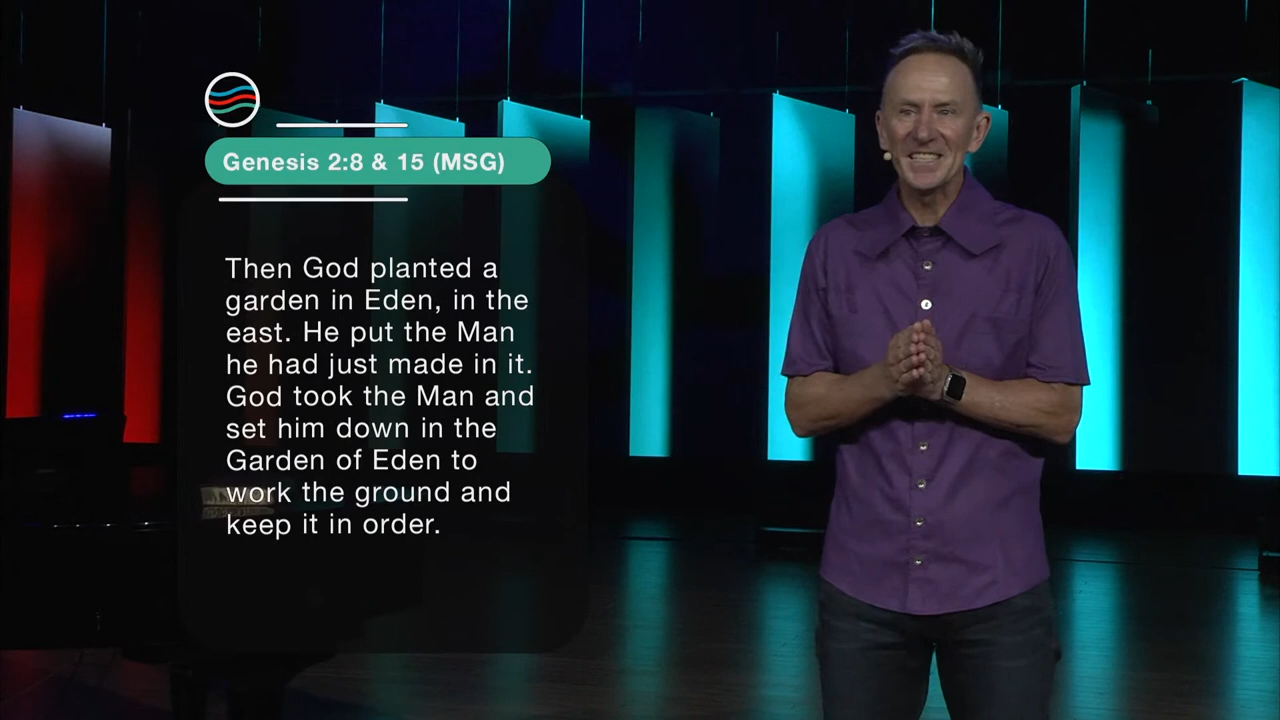 Genesis 2:8 & 15 (MSG)
Then God planted a
garden in Eden, in the
east. He put the Man
he had just made in it.
God took the Man and
set him down in the
Garden of Eden to
work the ground and
keep it in order.